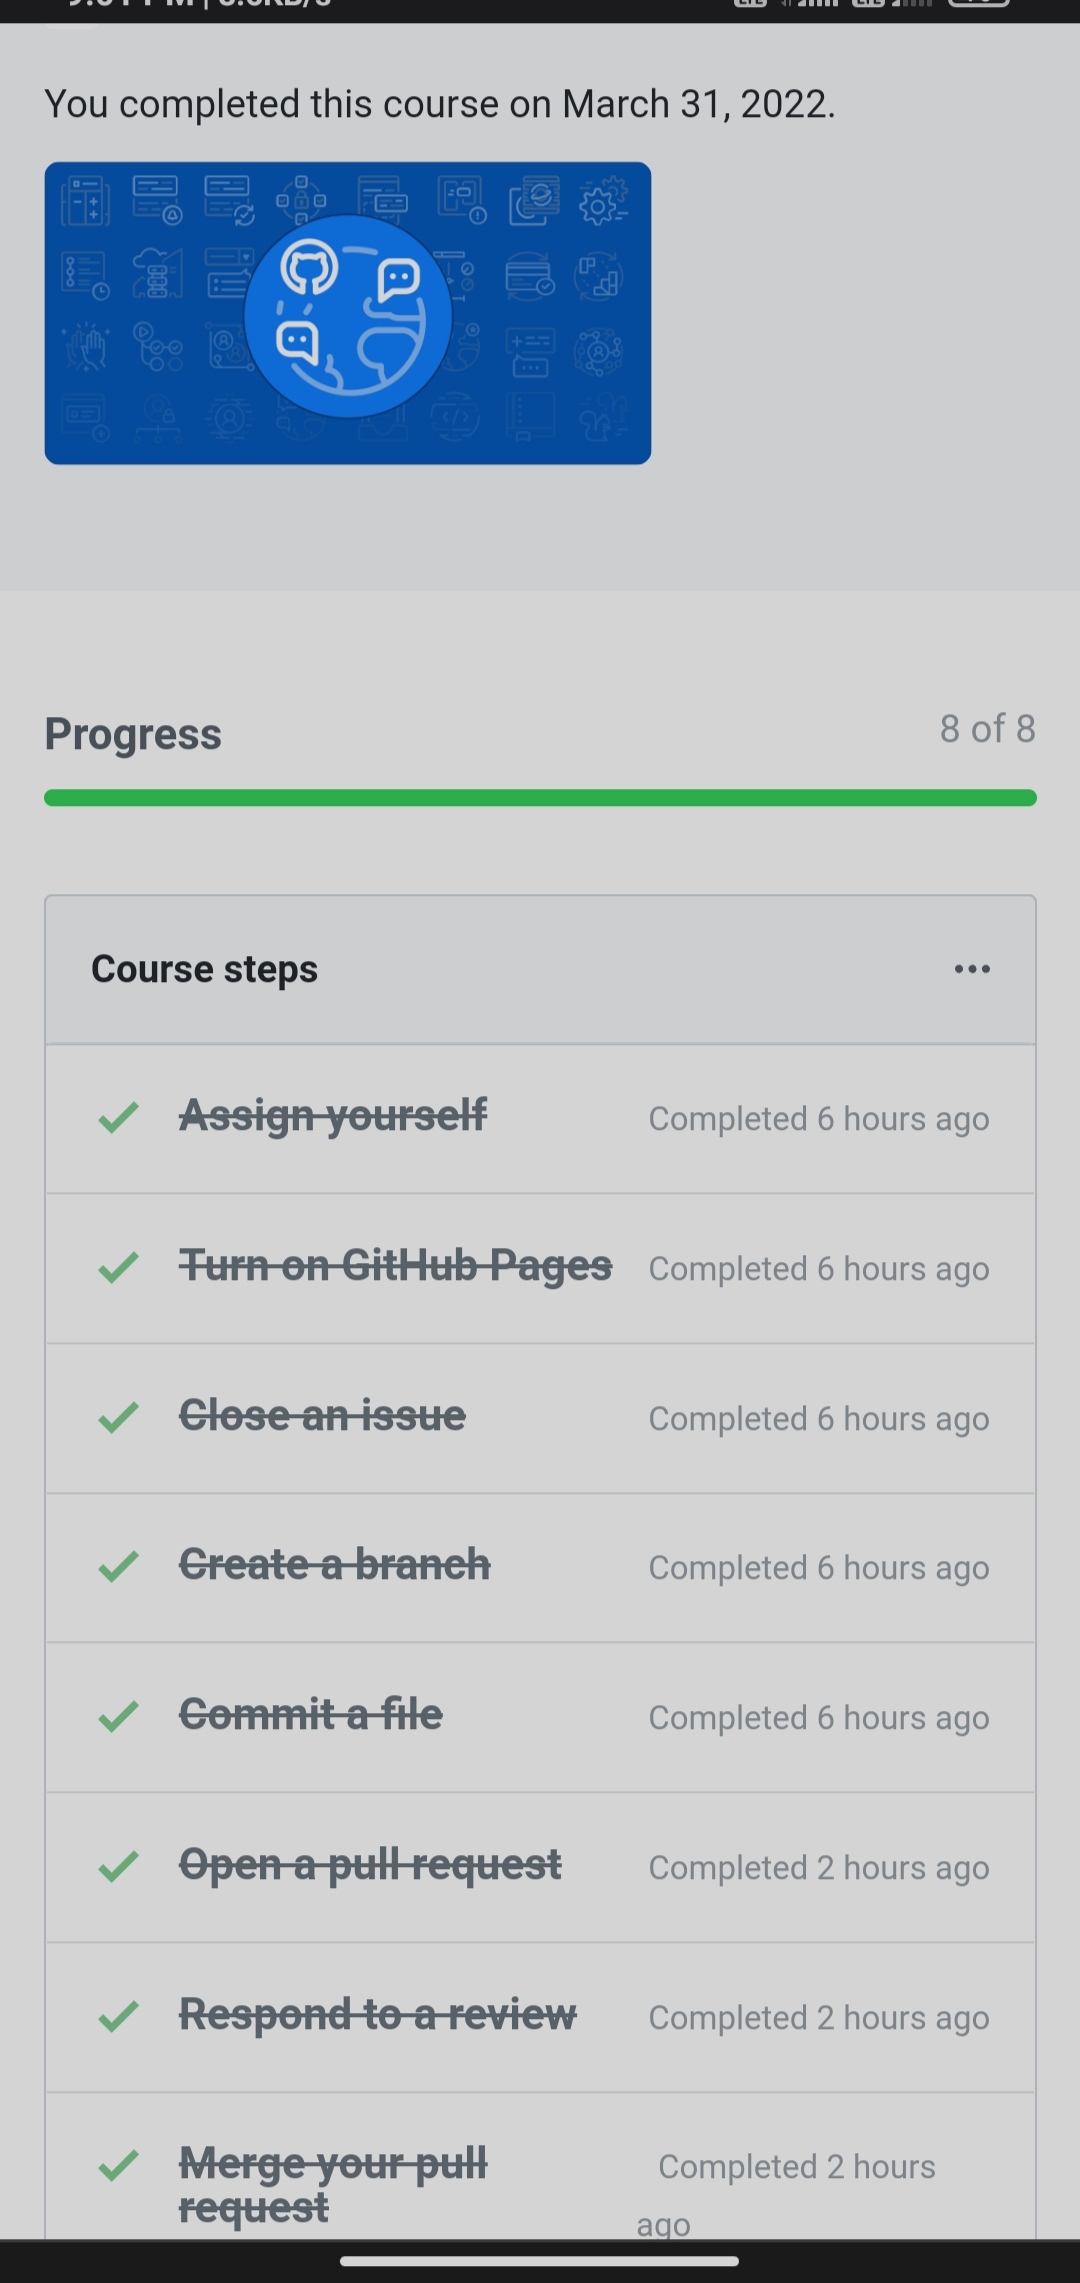 You completed this course on March 31, 2022.
Progress
8 of 8
Course steps
Assign yourself
Completed 6 hours ago
Turn on GitHub Pages
Completed 6 hours ago
Close an issue
Completed 6 hours ago
Create a branch
Completed 6 hours ago
Commit a file
Completed 6 hours ago
Open a pull request
Completed 2 hours ago
Respond to a review
Completed 2 hours ago
Merge your pull
request
Completed 2 hours
ago